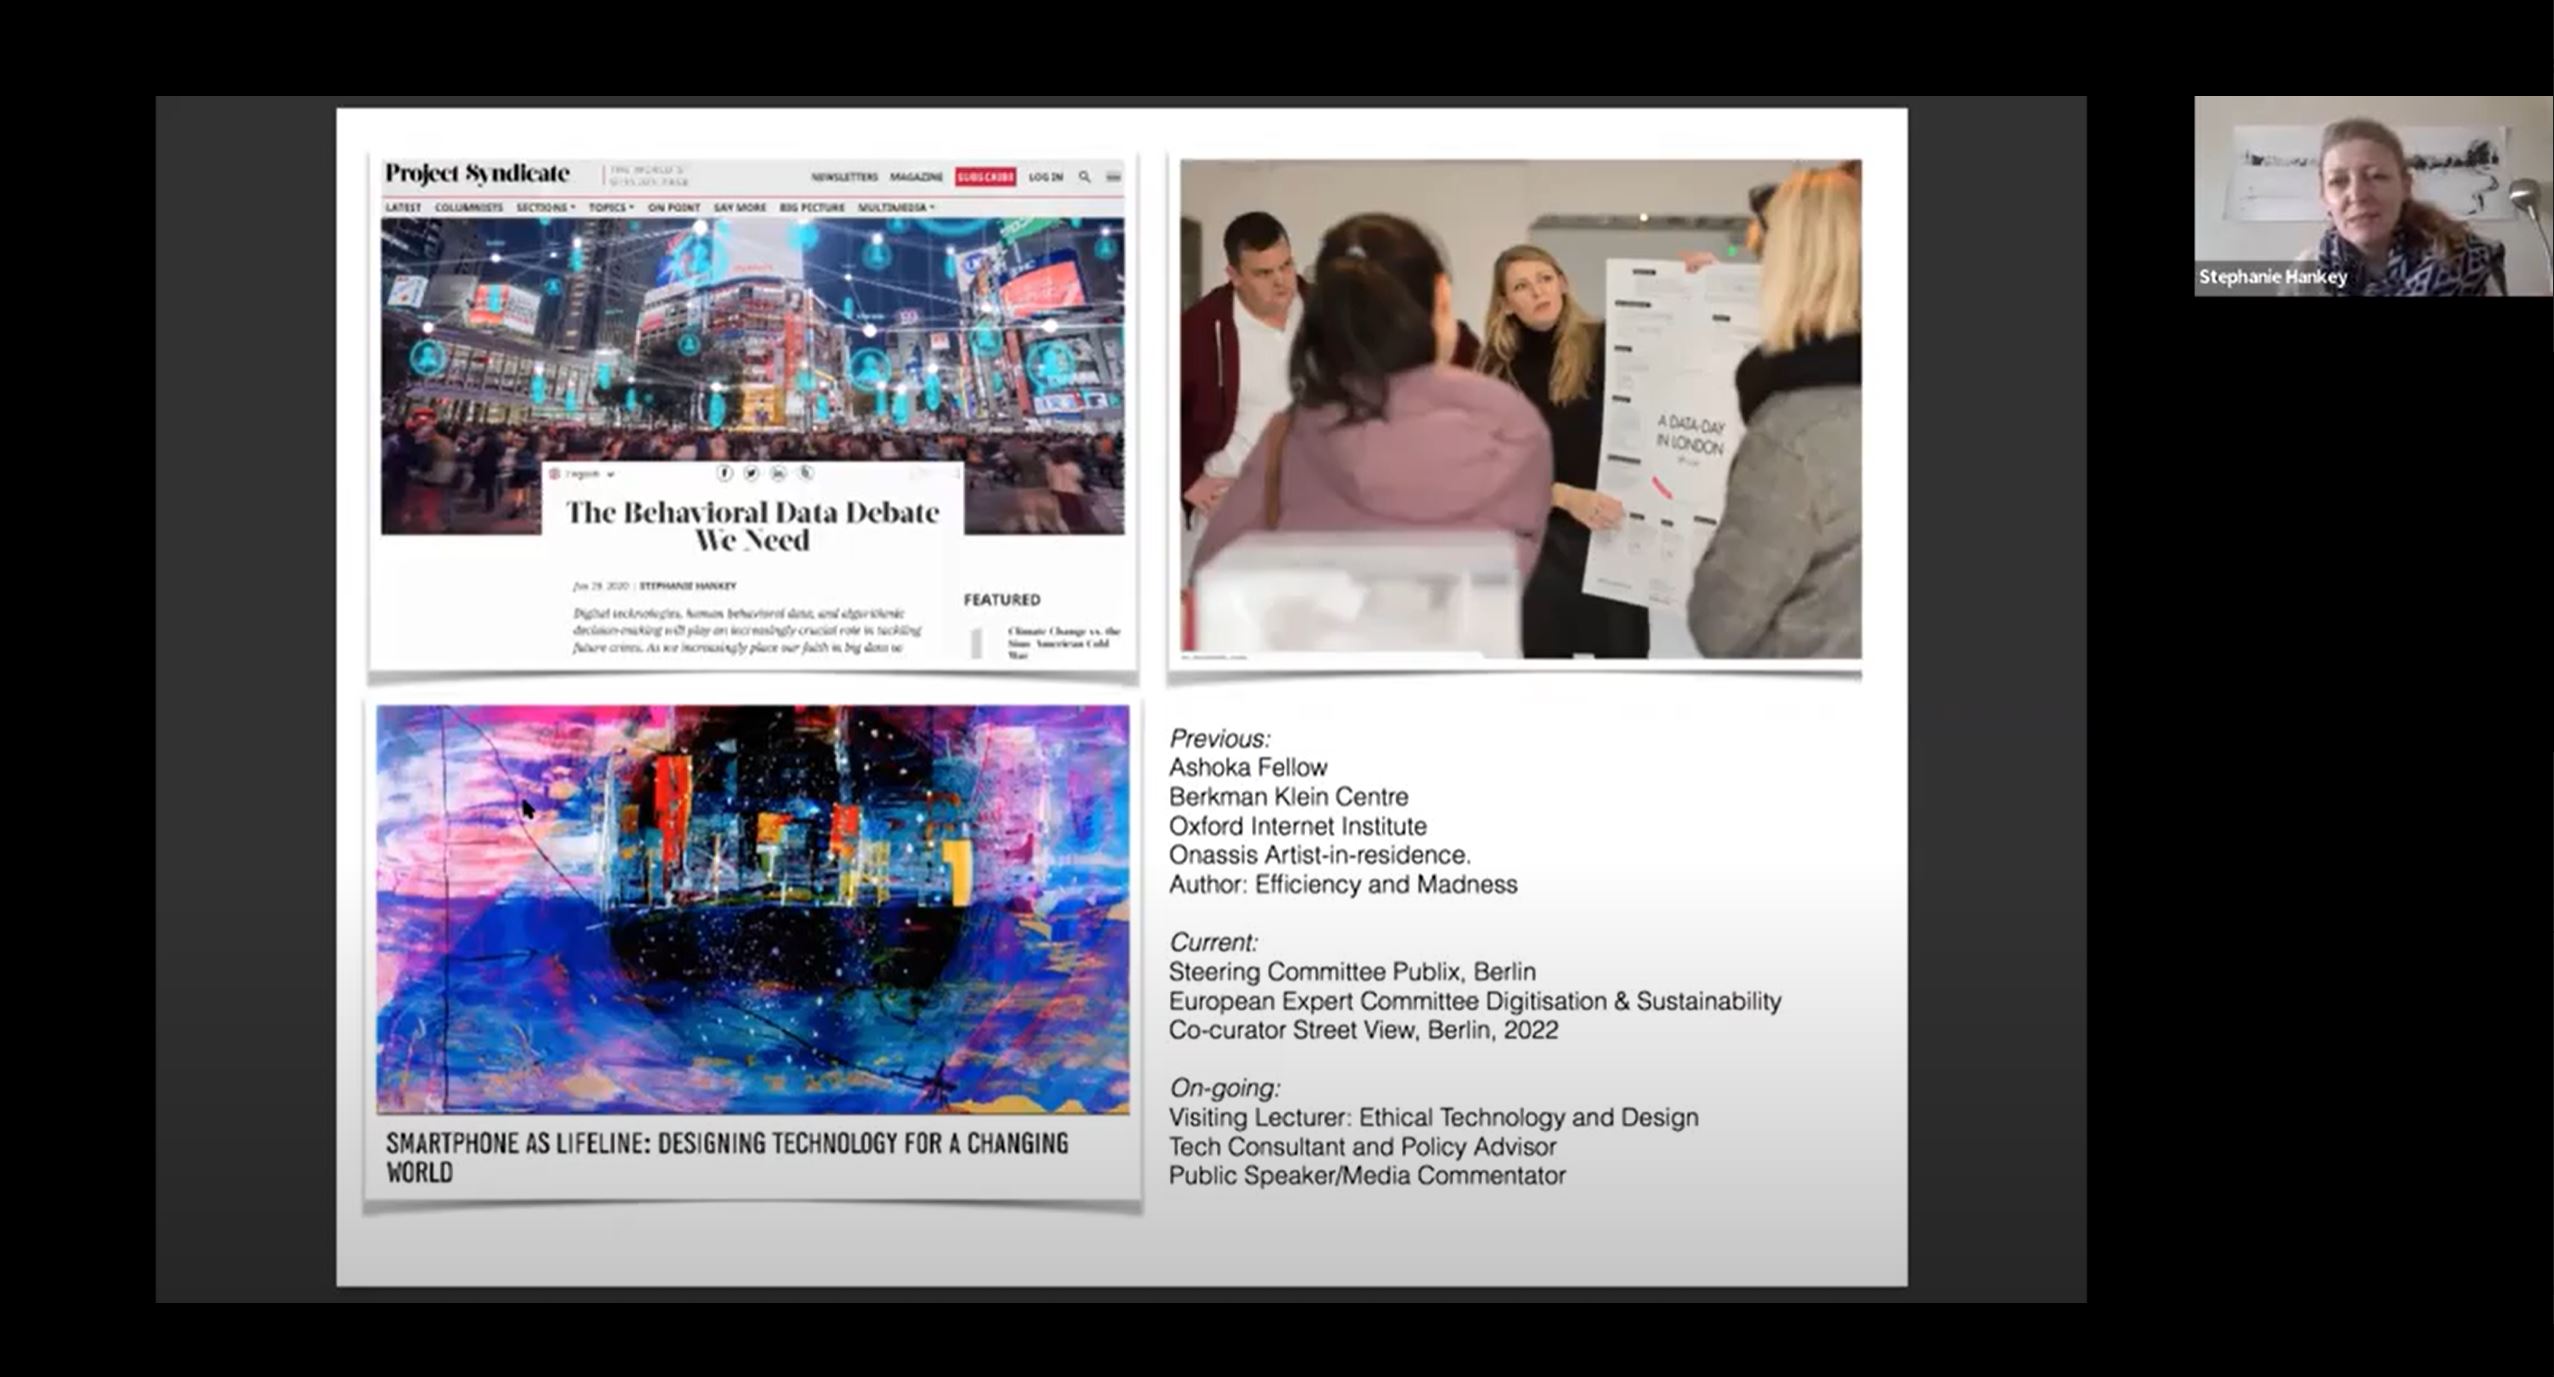 Project Syndicate
THE WORLD'S
OPINION PAGE
NEWSLETTERS MAGAZINE SUBSCRIBE LOG IN
LATEST COLUMNISTS SECTIONS TOPICS ON POINT SAY MORE BIG PICTURE MULTIMEDIA
English
The Behavioral Data Debate
We Need
2020 | STEPHANIE HANKEY
Digital technologies, human behavioral data, and algorithmic
decision-making will play an increasingly crucial role in tackling
future crises. As we increasingly place our faith in big data to
FEATURED
Climate Change vs. the
Sino-American Cold
War
A DATA-DAY
IN LONDON
SMARTPHONE AS LIFELINE: DESIGNING TECHNOLOGY FOR A CHANGING
WORLD
Previous:
Ashoka Fellow
Berkman Klein Centre
Oxford Internet Institute
Onassis Artist-in-residence.
Author: Efficiency and Madness
Current:
Steering Committee Publix, Berlin
European Expert Committee Digitisation & Sustainability
Co-curator Street View, Berlin, 2022
On-going:
Visiting Lecturer: Ethical Technology and Design
Tech Consultant and Policy Advisor
Public Speaker/Media Commentator
Stephanie Hankey